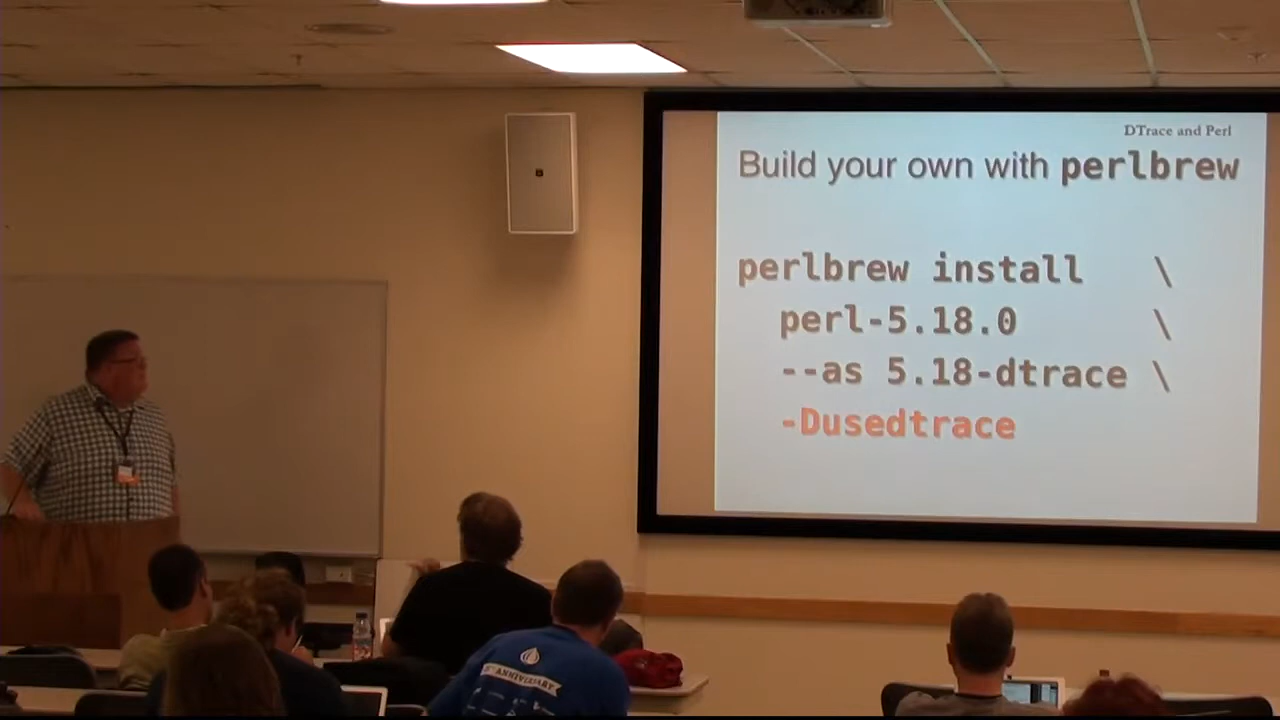 DTrace and Perl
Build your own with perlbrew
perlbrew install \
perl-5.18.0 \
--as 5.18-dtrace \
-Dusedtrace
ANNIVERSARY